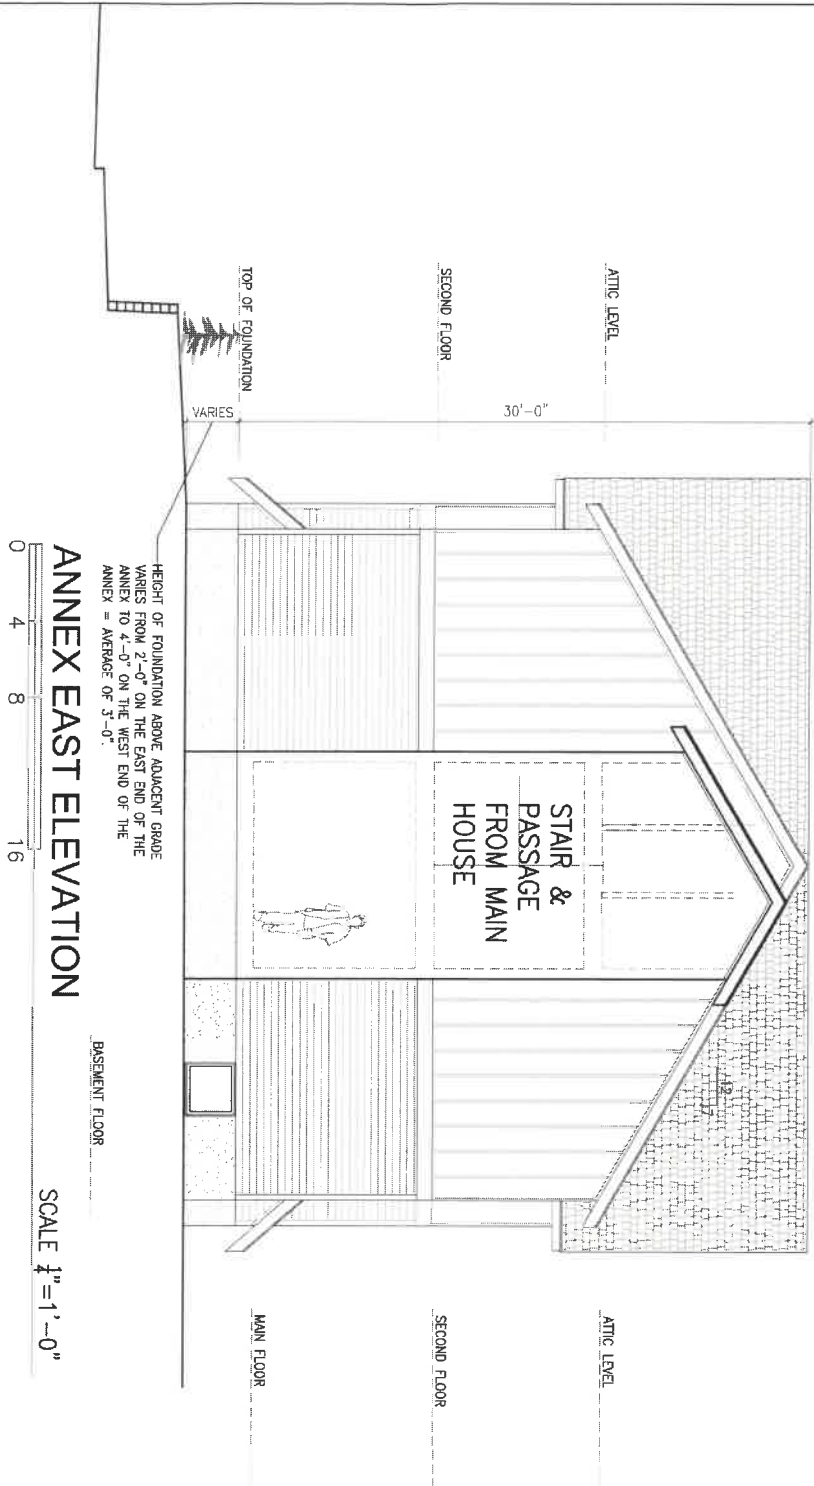 ATTIC LEVEL
SECOND FLOOR
TOP OF FOUNDATION
30'-0"
VARIES
STAIR &
PASSAGE
FROM MAIN
HOUSE
12
ATTIC LEVEL
SECOND FLOOR
MAIN FLOOR
BASEMENT FLOOR
HEIGHT OF FOUNDATION ABOVE ADJACENT GRADE
VARIES FROM 2'-0" ON THE EAST END OF THE
ANNEX TO 4'-0" ON THE WEST END OF THE
ANNEX = AVERAGE OF 3'-0".
ANNEX EAST ELEVATION
SCALE 1/4"=1'-0"
0 4 8 16